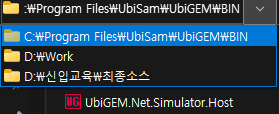 :₩Program Files₩UbiSam₩UbiGEM₩BIN
C:₩Program Files₩UbiSam₩UbiGEM₩BIN
D:₩Work
D:₩신입교육₩최종소스
UG UbiGEM.Net.Simulator.Host